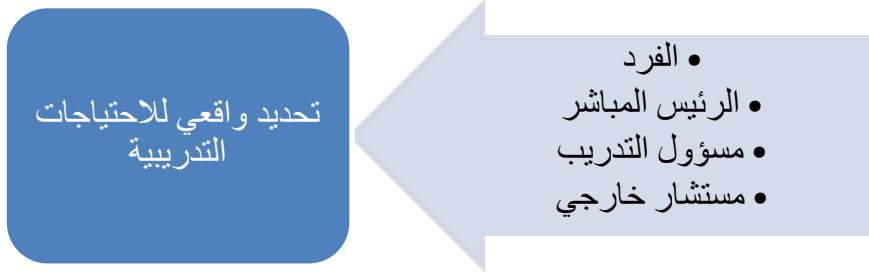 • الفرد
• الرئيس المباشر
• مسؤول التدريب
• مستشار خارجي
تحديد واقعي للاحتياجات
التدريبية